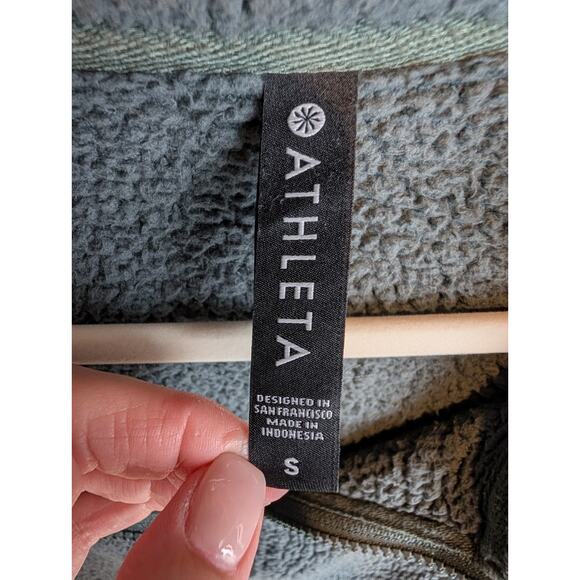 ATHLETA
DESIGNED IN
SAN FRANCISCO
MADE IN
INDONESIA
S